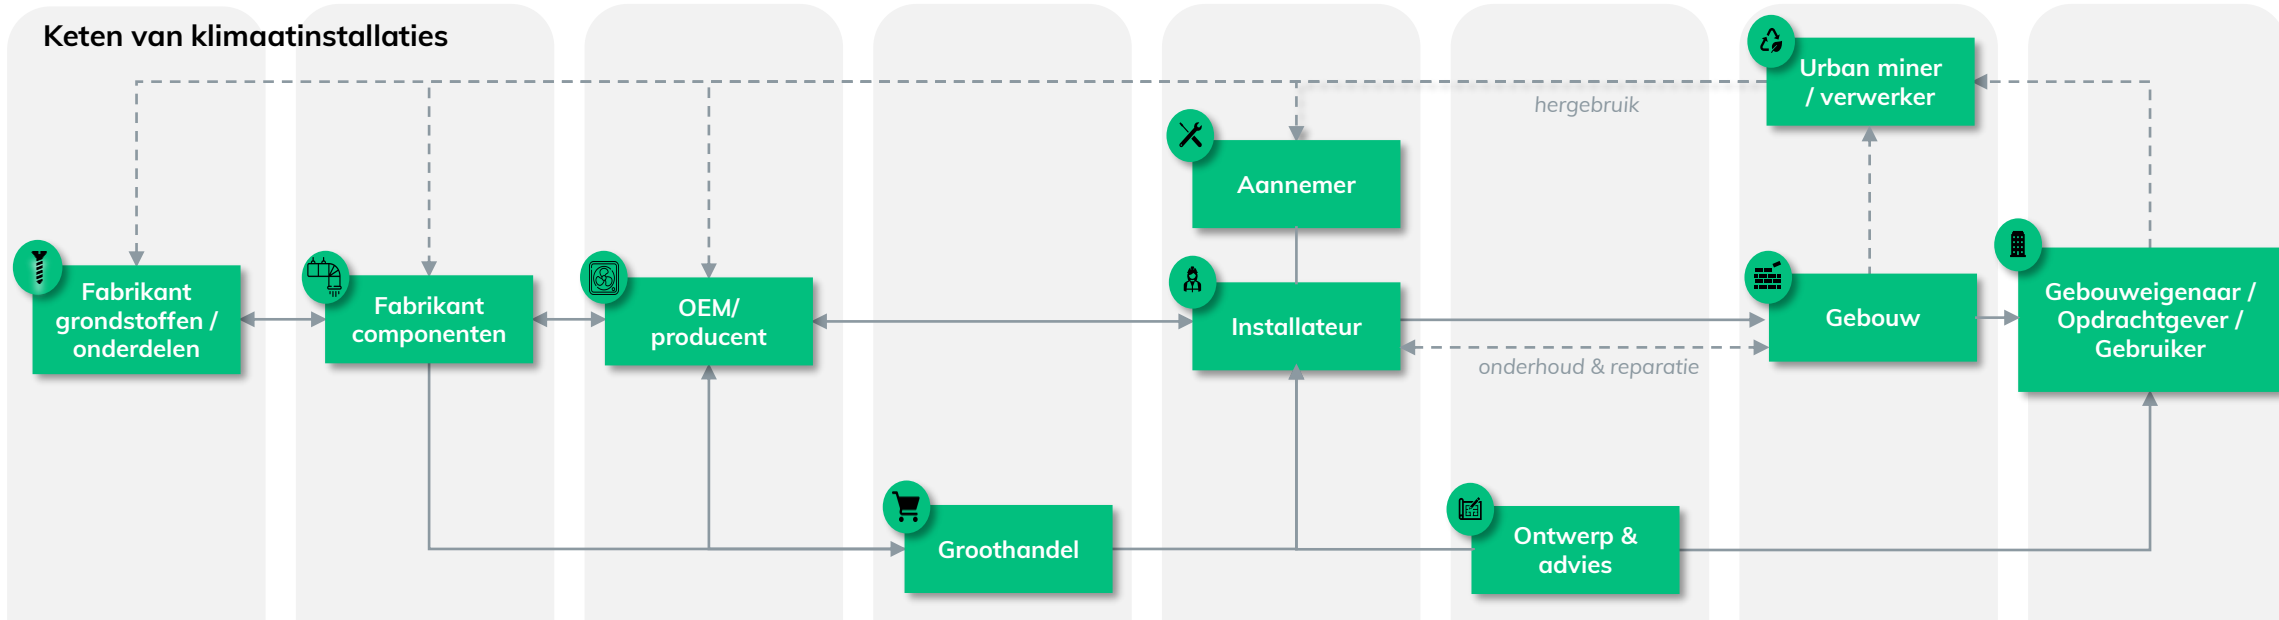 Keten van klimaatinstallaties
Urban miner
/ verwerker
hergebruik
Aannemer
Fabrikant
grondstoffen /
onderdelen
Fabrikant
componenten
OEM/
producent
Installateur
onderhoud & reparatie
Gebouw
Gebouweigenaar /
Opdrachtgever /
Gebruiker
Groothandel
Ontwerp &
advies